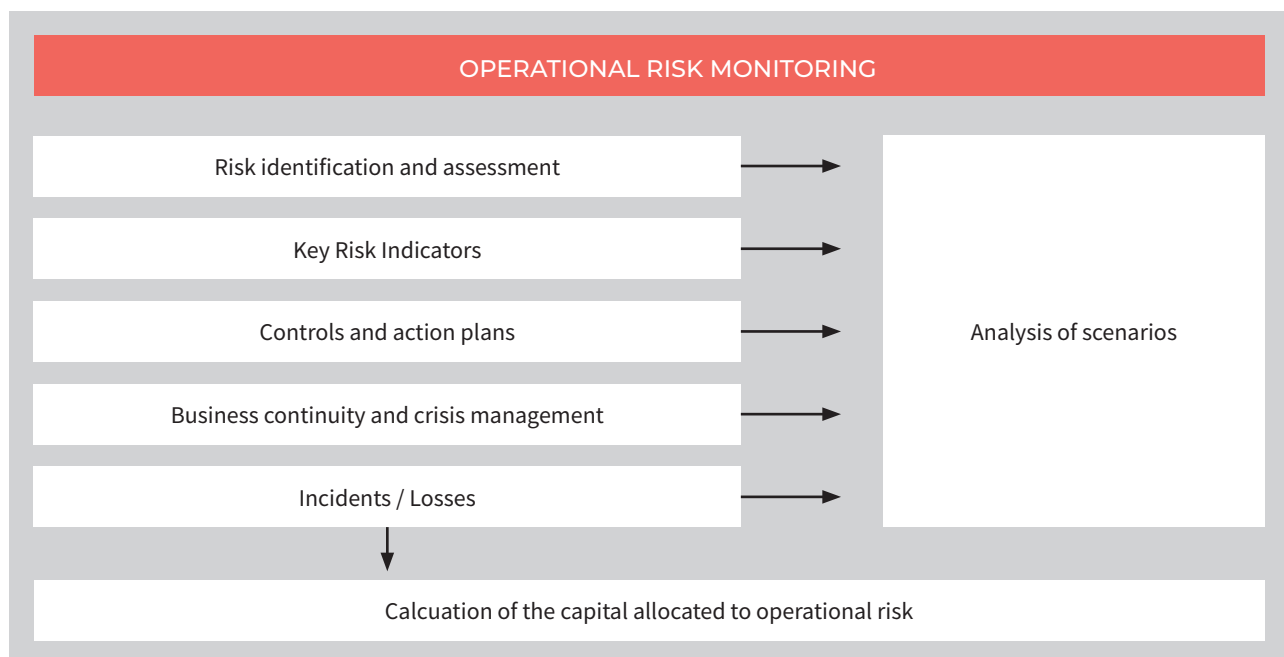 OPERATIONAL RISK MONITORING
Risk identification and assessment
Key Risk Indicators
Controls and action plans
Business continuity and crisis management
Incidents / Losses
Analysis of scenarios
Calcuation of the capital allocated to operational risk